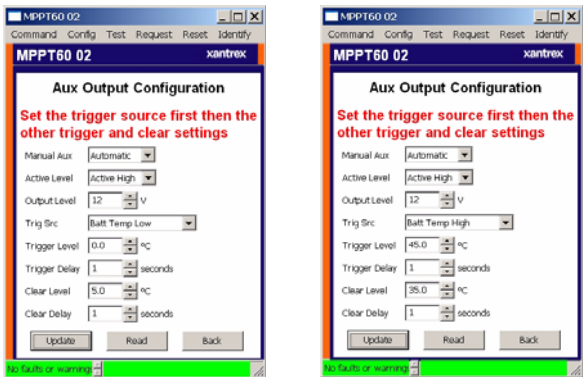 MPPT60 02
Command Config Test Request Reset Identify
MPPT60 02 xantrex
Aux Output Configuration
Set the trigger source first then the
other trigger and clear settings
Manual Aux Automatic
Active Level Active High
Output Level 12 V
Trig Src Batt Temp Low
Trigger Level 0.0 °C
Trigger Delay 1 seconds
Clear Level 5.0 °C
Clear Delay 1 seconds
Update Read Back
No faults or warnings
MPPT60 02
Command Config Test Request Reset Identify
MPPT60 02 xantrex
Aux Output Configuration
Set the trigger source first then the
other trigger and clear settings
Manual Aux Automatic
Active Level Active High
Output Level 12 V
Trig Src Batt Temp High
Trigger Level 45.0 °C
Trigger Delay 1 seconds
Clear Level 35.0 °C
Clear Delay 1 seconds
Update Read Back
No faults or warnings